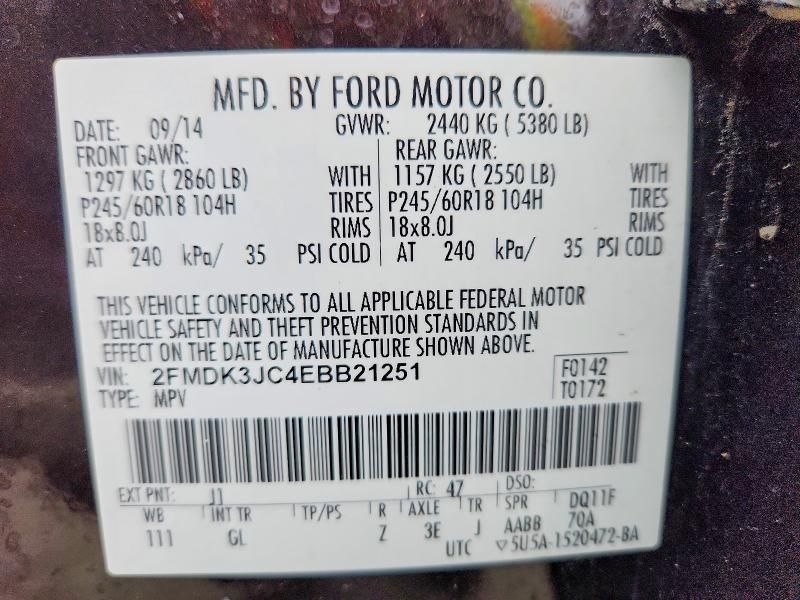 MFD. BY FORD MOTOR CO.
DATE: 09/14 GVWR: 2440 KG ( 5380 LB)
FRONT GAWR: REAR GAWR:
1297 KG ( 2860 LB) WITH 1157 KG ( 2550 LB) WITH
P245/60R18 104H TIRES P245/60R18 104H TIRES
18x8.0J RIMS 18x8.0J RIMS
AT 240 kPa/ 35 PSI COLD AT 240 kPa/ 35 PSI COLD
THIS VEHICLE CONFORMS TO ALL APPLICABLE FEDERAL MOTOR
VEHICLE SAFETY AND THEFT PREVENTION STANDARDS IN
EFFECT ON THE DATE OF MANUFACTURE SHOWN ABOVE.
VIN: 2FMDK3JC4EBB21251 F0142
TYPE: MPV T0172
EXT PNT: J1 RC: 47 DSO:
WB INT TR TP/PS R AXLE TR SPR DQ11F
111 GL Z 3E J AABB 70A
UTC ▽5U5A-1520472-BA